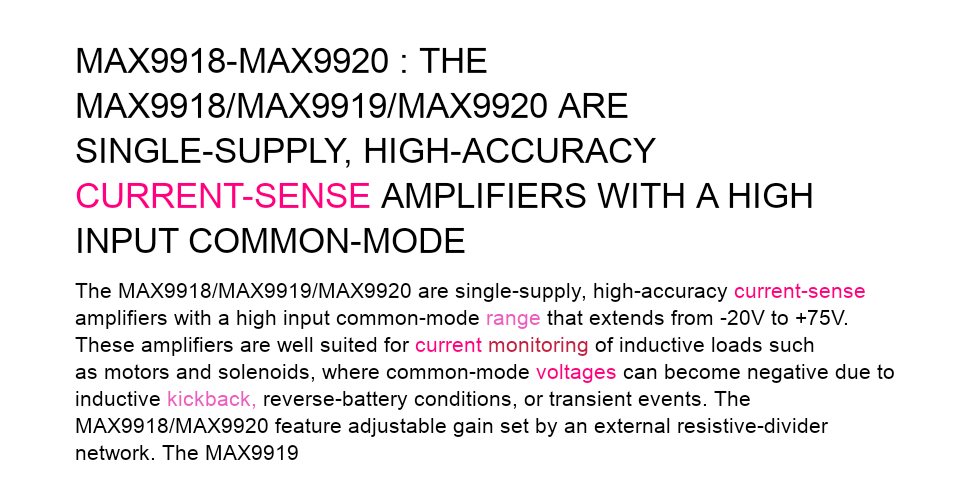 MAX9918-MAX9920 : THE
MAX9918/MAX9919/MAX9920 ARE
SINGLE-SUPPLY, HIGH-ACCURACY
CURRENT-SENSE AMPLIFIERS WITH A HIGH
INPUT COMMON-MODE
The MAX9918/MAX9919/MAX9920 are single-supply, high-accuracy current-sense
amplifiers with a high input common-mode range that extends from -20V to +75V.
These amplifiers are well suited for current monitoring of inductive loads such
as motors and solenoids, where common-mode voltages can become negative due to
inductive kickback, reverse-battery conditions, or transient events. The
MAX9918/MAX9920 feature adjustable gain set by an external resistive-divider
network. The MAX9919